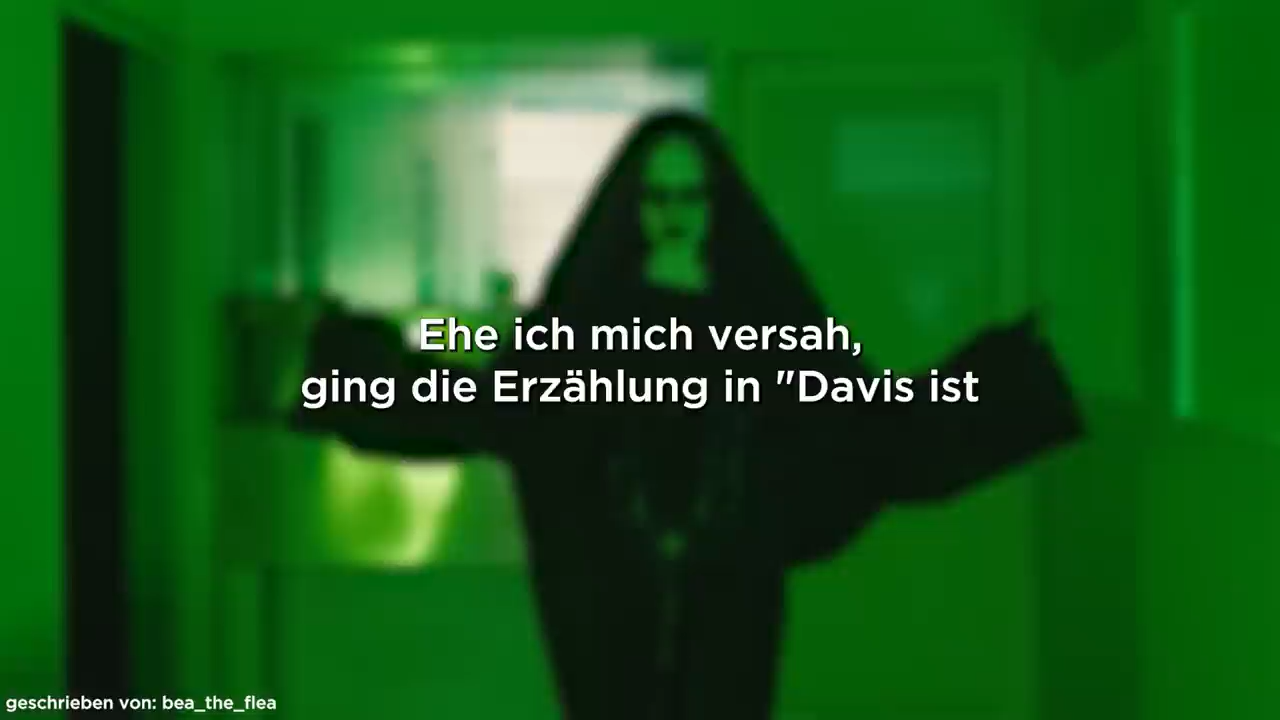 Ehe ich mich versah,
ging die Erzählung in "Davis ist
geschrieben von: bea_the_flea